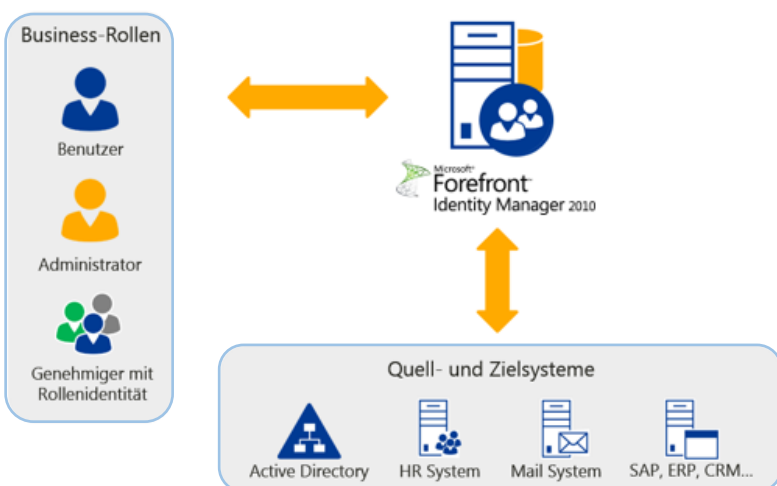 Business-Rollen
Benutzer
Administrator
Genehmiger mit
Rollenidentität
Microsoft®
Forefront™
Identity Manager 2010
Quell- und Zielsysteme
Active Directory
HR System
Mail System
SAP, ERP, CRM...